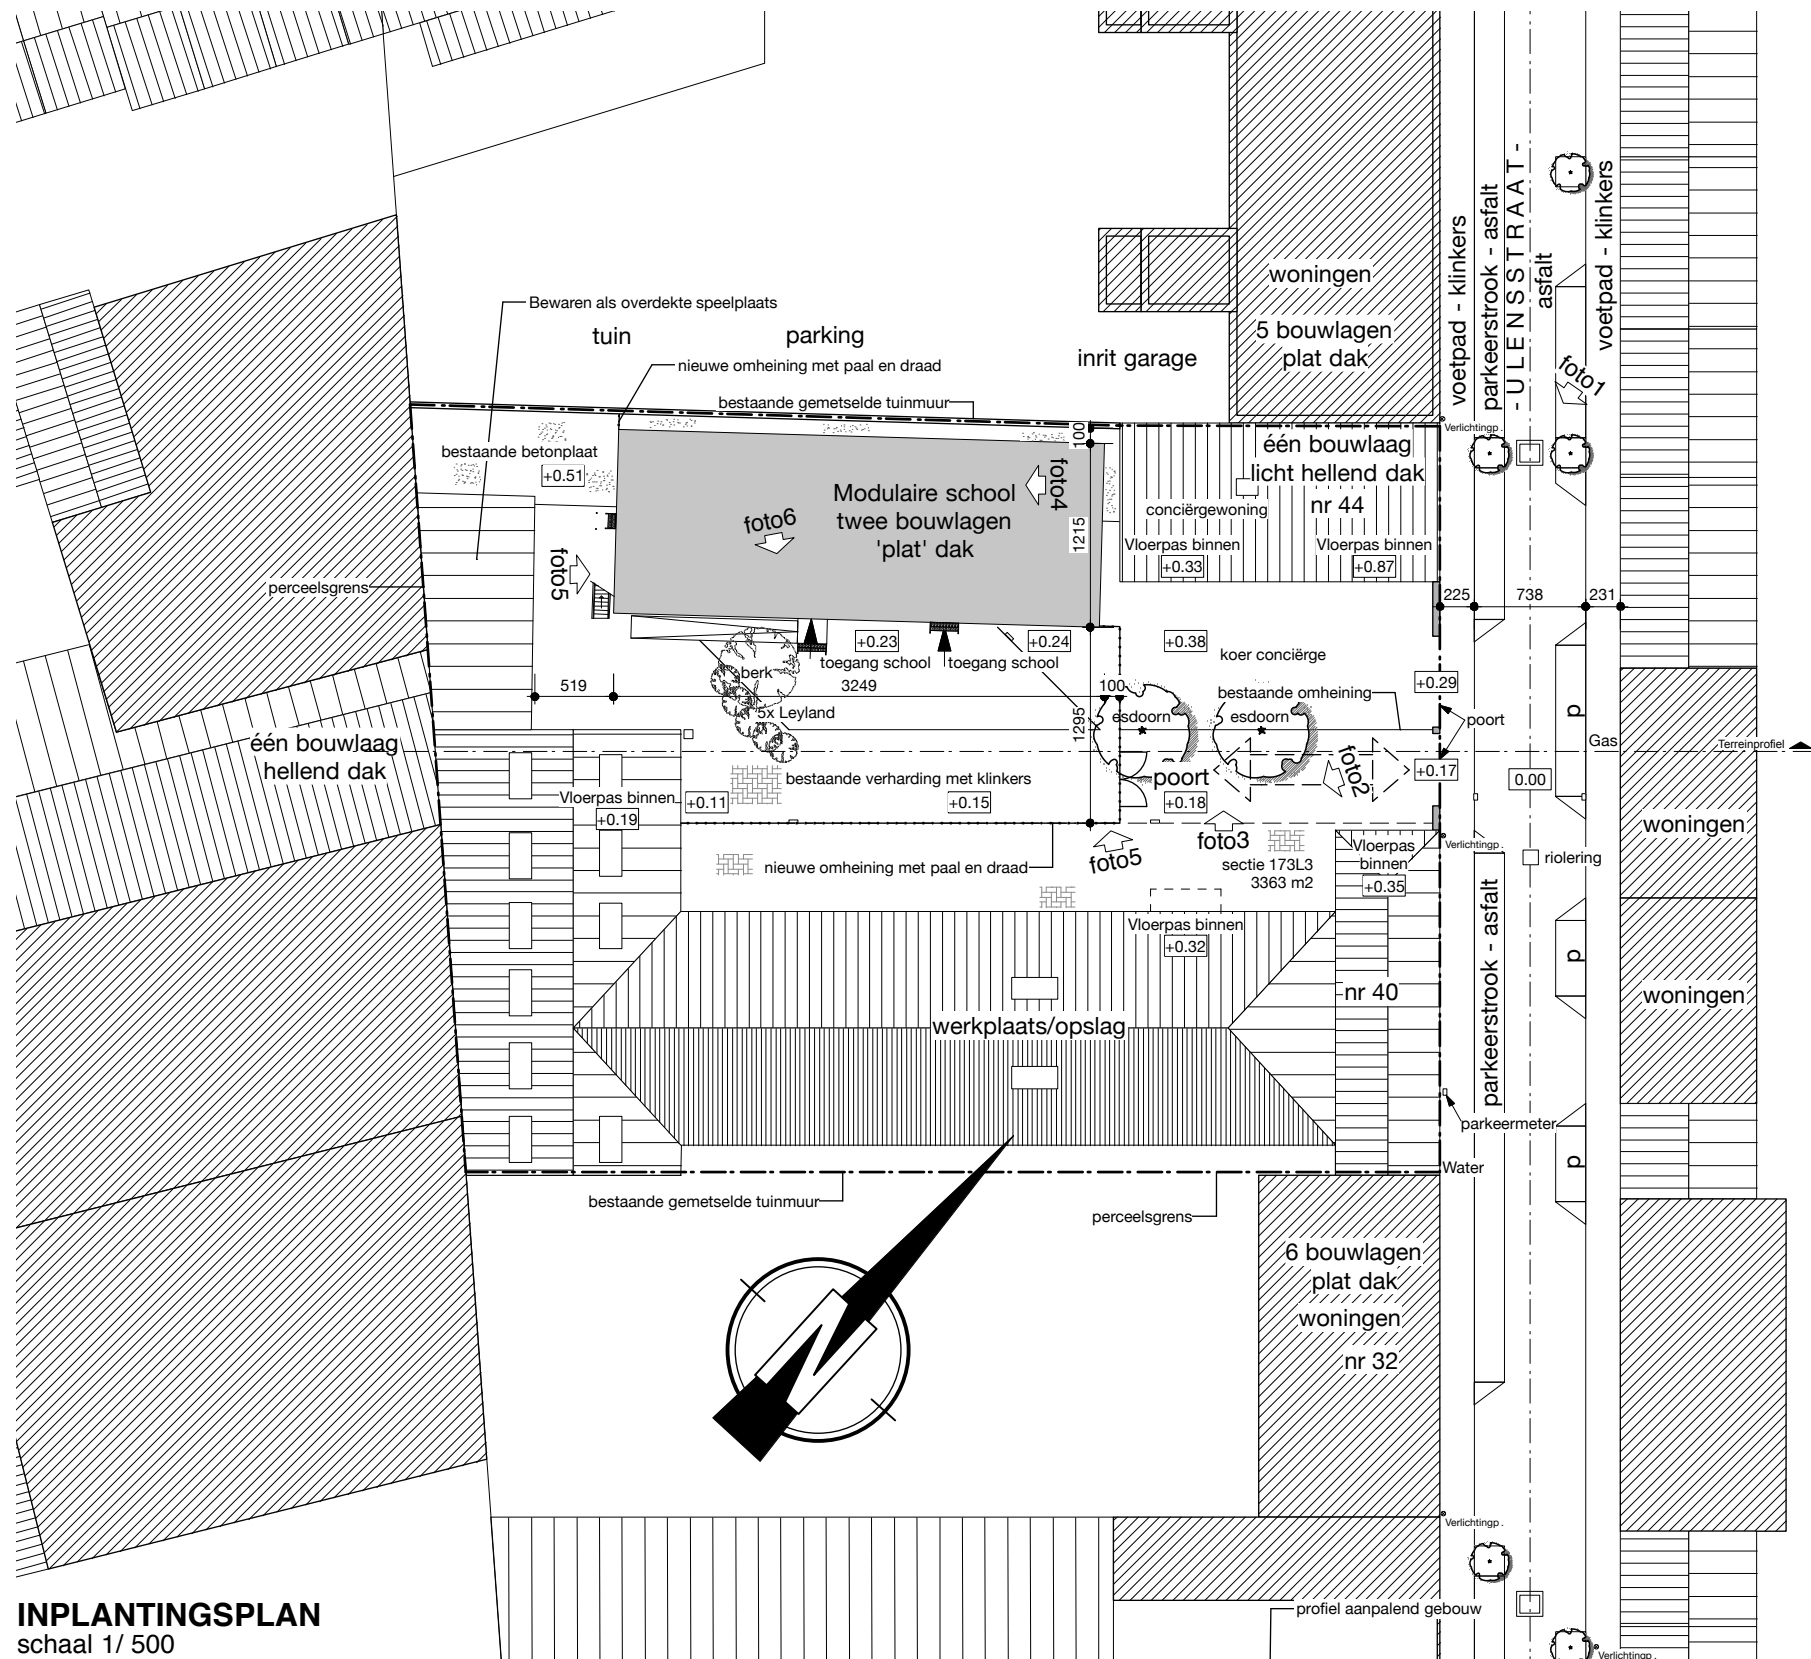 Bewaren als overdekte speelplaats
tuin
parking
nieuwe omheining met paal en draad
inrit garage
bestaande gemetselde tuinmuur
woningen
5 bouwlagen
plat dak
voetpad - klinkers
parkeerstrook - asfalt
- U L E N S S T R A A T -
asfalt
voetpad - klinkers
foto1
Verlichtingp.
bestaande betonplaat
+0.51
Modulaire school
twee bouwlagen
'plat' dak
foto4
foto6
foto5
100
1215
één bouwlaag
licht hellend dak
nr 44
conciërgewoning
Vloerpas binnen
+0.33
Vloerpas binnen
+0.87
perceelsgrens
225
738
231
+0.23
+0.24
+0.38
toegang school
toegang school
koer conciërge
berk
519
3249
100
1295
5x Leyland
esdoorn
esdoorn
bestaande omheining
+0.29
poort
één bouwlaag
hellend dak
Gas
Terreinprofiel
p
bestaande verharding met klinkers
poort
foto2
+0.17
0.00
Vloerpas binnen
+0.19
+0.11
+0.15
+0.18
foto5
foto3
nieuwe omheining met paal en draad
sectie 173L3
3363 m2
Vloerpas
binnen
+0.35
Verlichtingp.
riolering
woningen
Vloerpas binnen
+0.32
nr 40
werkplaats/opslag
parkeerstrook - asfalt
p
woningen
parkeermeter
p
Water
bestaande gemetselde tuinmuur
perceelsgrens
6 bouwlagen
plat dak
woningen
nr 32
Verlichtingp.
profiel aanpalend gebouw
Verlichtingp.
INPLANTINGSPLAN
schaal 1/ 500